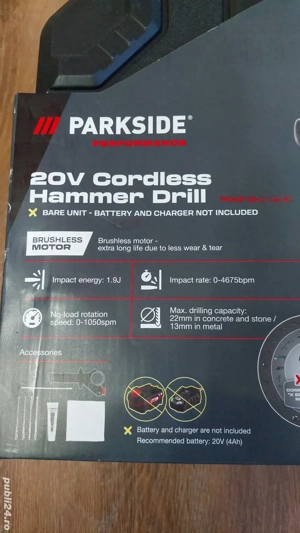 PARKSIDE®
PERFORMANCE
20V Cordless
Hammer Drill
X BARE UNIT - BATTERY AND CHARGER NOT INCLUDED
BRUSHLESS
MOTOR
Brushless motor -
extra long life due to less wear & tear
Impact energy: 1.9J
Impact rate: 0-4675bpm
No-load rotation
speed: 0-1050spm
Max. drilling capacity:
22mm in concrete and stone /
13mm in metal
Accessories
X Battery and charger are not included
Recommended battery: 20V (4Ah)
publi24.ro